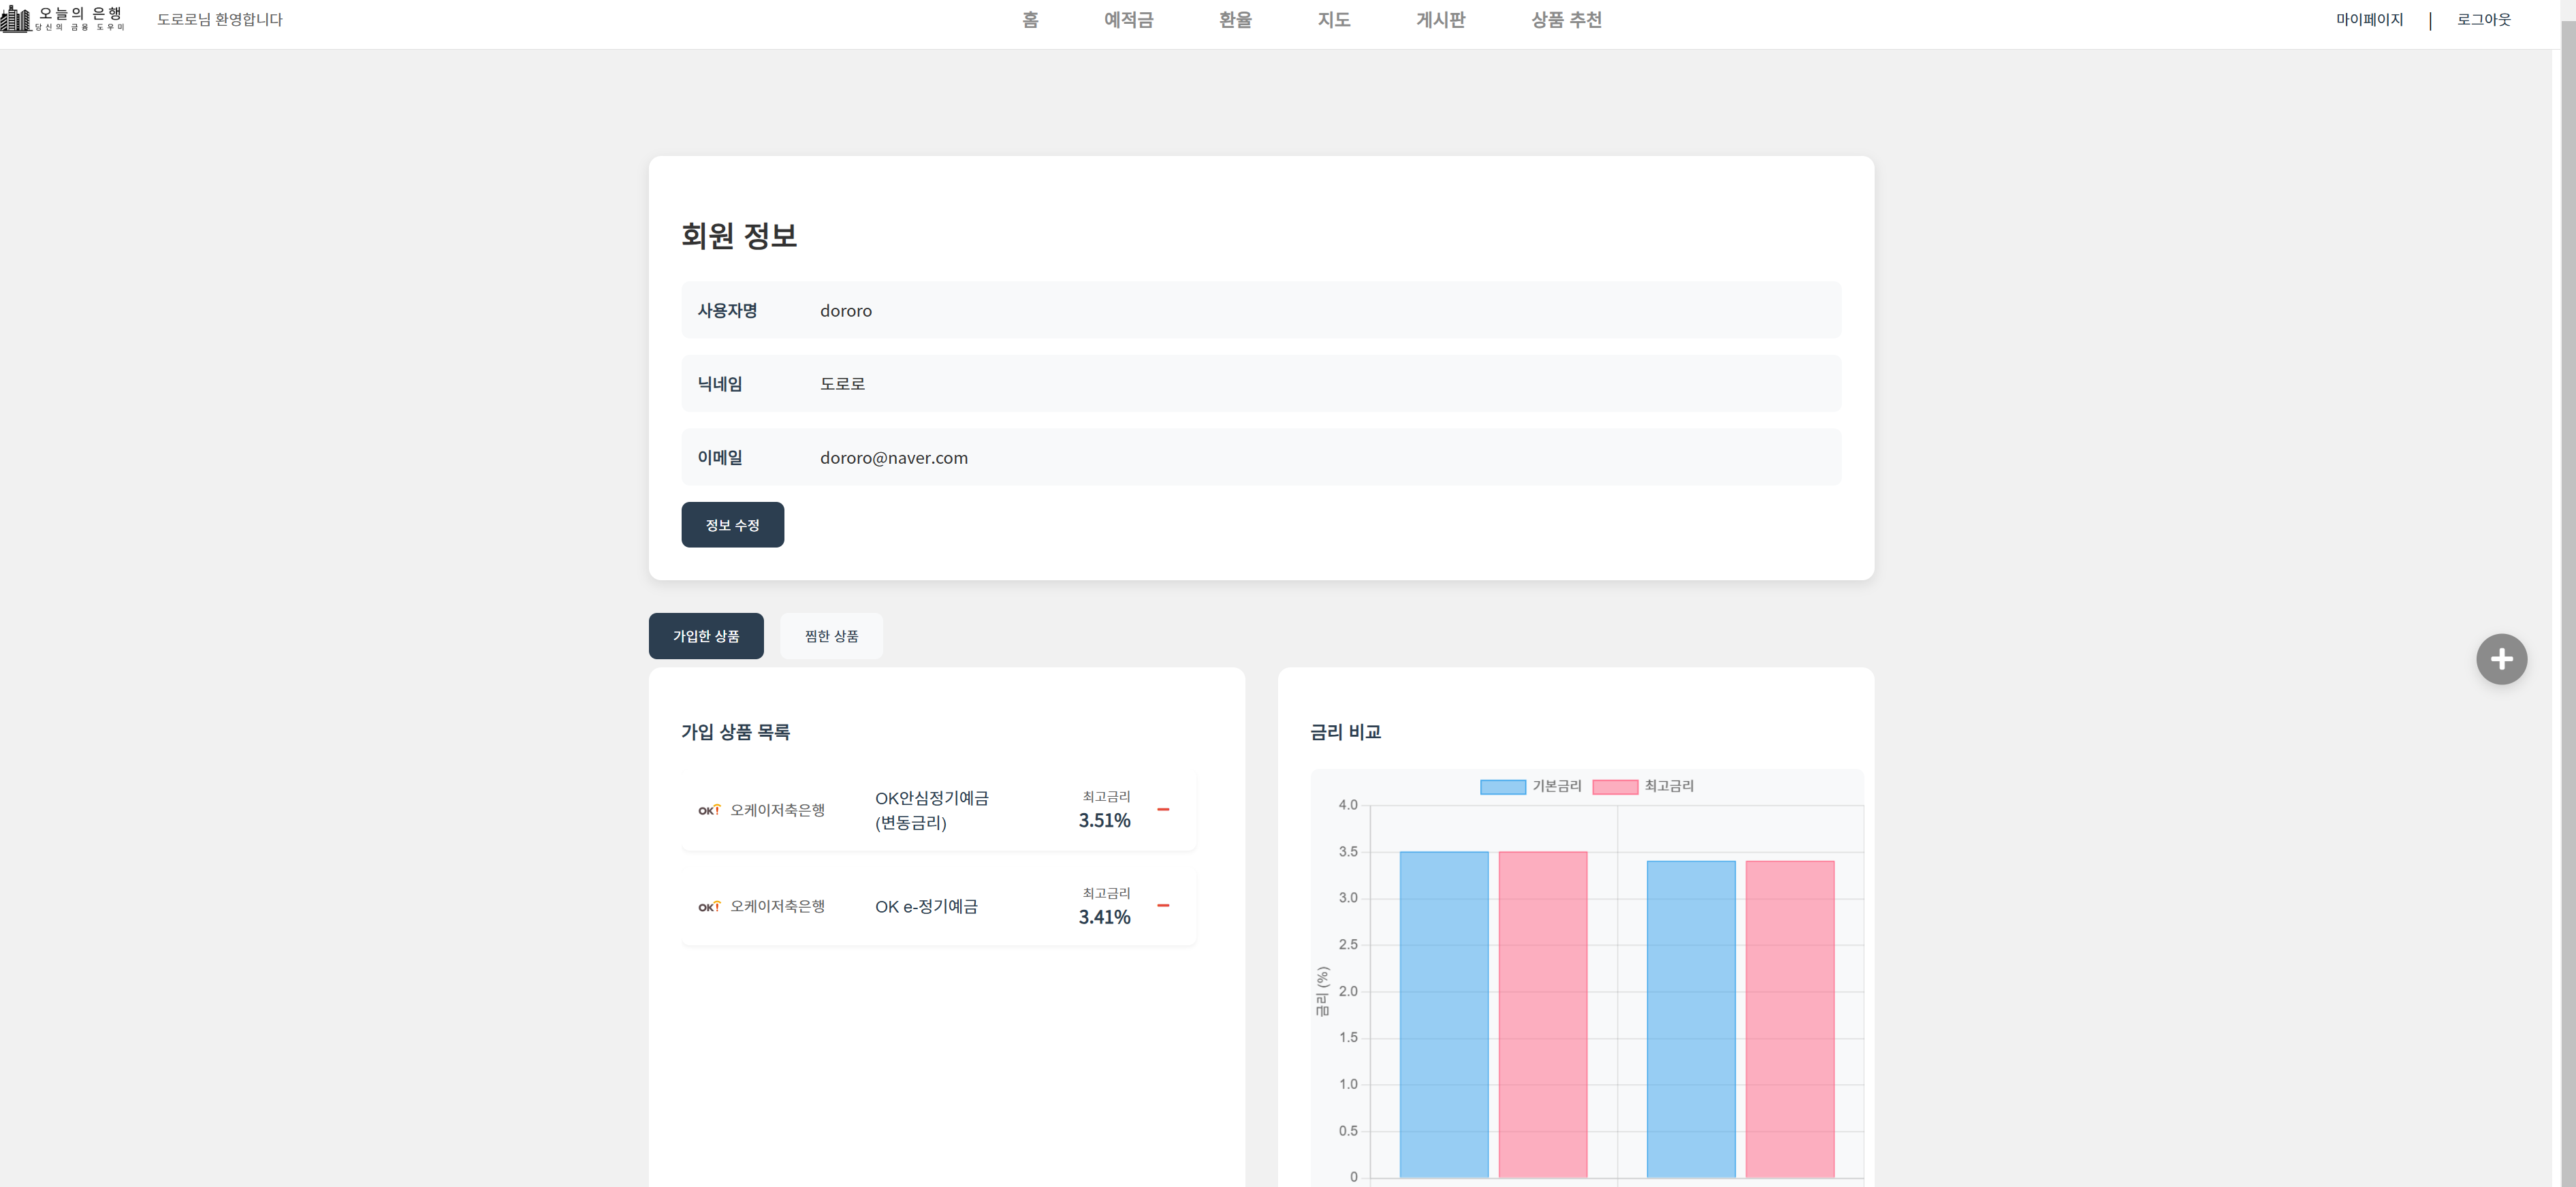 오늘의 은행
당신의 금융 도우미
도로로님 환영합니다
홈 예적금 환율 지도 게시판 상품 추천
마이페이지 | 로그아웃
회원 정보
사용자명 dororo
닉네임 도로로
이메일 dororo@naver.com
정보 수정
가입한 상품 찜한 상품
가입 상품 목록
OK! 오케이저축은행 OK안심정기예금
(변동금리)
최고금리
3.51%
OK! 오케이저축은행 OK e-정기예금
최고금리
3.41%
금리 비교
기본금리 최고금리
금리 (%)
4.0
3.5
3.0
2.5
2.0
1.5
1.0
0.5
0